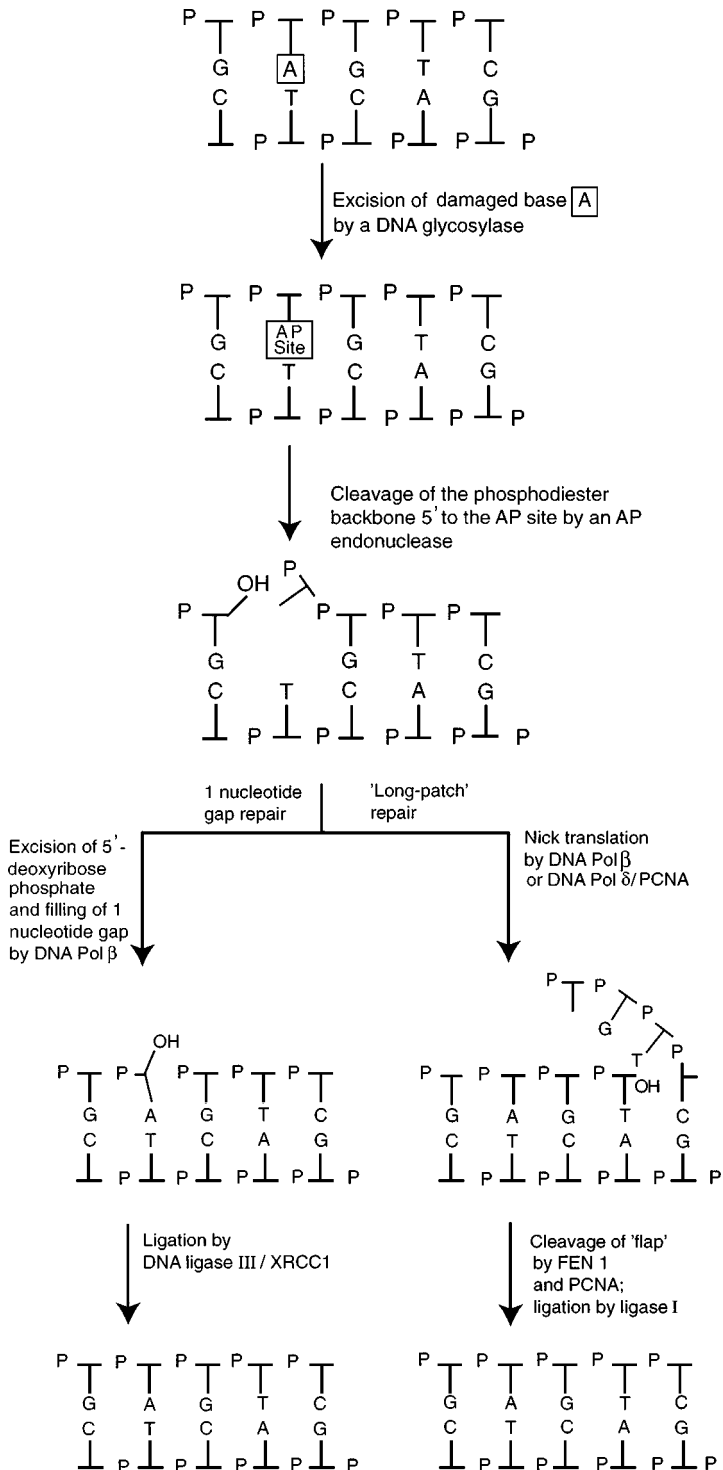 P P P P P
G A G T C
C T C A G
P P P P P
Excision of damaged base A
by a DNA glycosylase
P P P P P
G AP Site G T C
C T C A G
P P P P P
Cleavage of the phosphodiester
backbone 5' to the AP site by an AP
endonuclease
P OH P P P P
G G T C
C T C A G
P P P P P
1 nucleotide
gap repair
'Long-patch'
repair
Excision of 5'-
deoxyribose
phosphate
and filling of 1
nucleotide gap
by DNA Pol β
Nick translation
by DNA Pol β
or DNA Pol δ/PCNA
OH
P P P P P
G A G T C
C T C A G
P P P P P
P P P P
G T
P P P P OH
G A G T C
C T C A G
P P P P P
Ligation by
DNA ligase III / XRCC1
Cleavage of 'flap'
by FEN 1
and PCNA;
ligation by ligase I
P P P P P
G A G T C
C T C A G
P P P P P
P P P P P
G A G T C
C T C A G
P P P P P